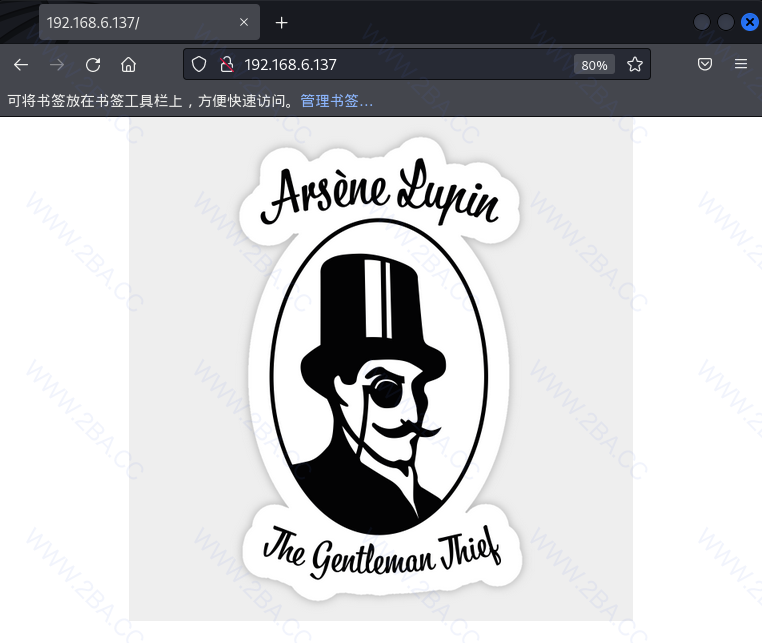 192.168.6.137/
192.168.6.137
80%
可将书签放在书签工具栏上，方便快速访问。管理书签…
Arsène Lupin
The Gentleman Thief
WWW.2BA.CC